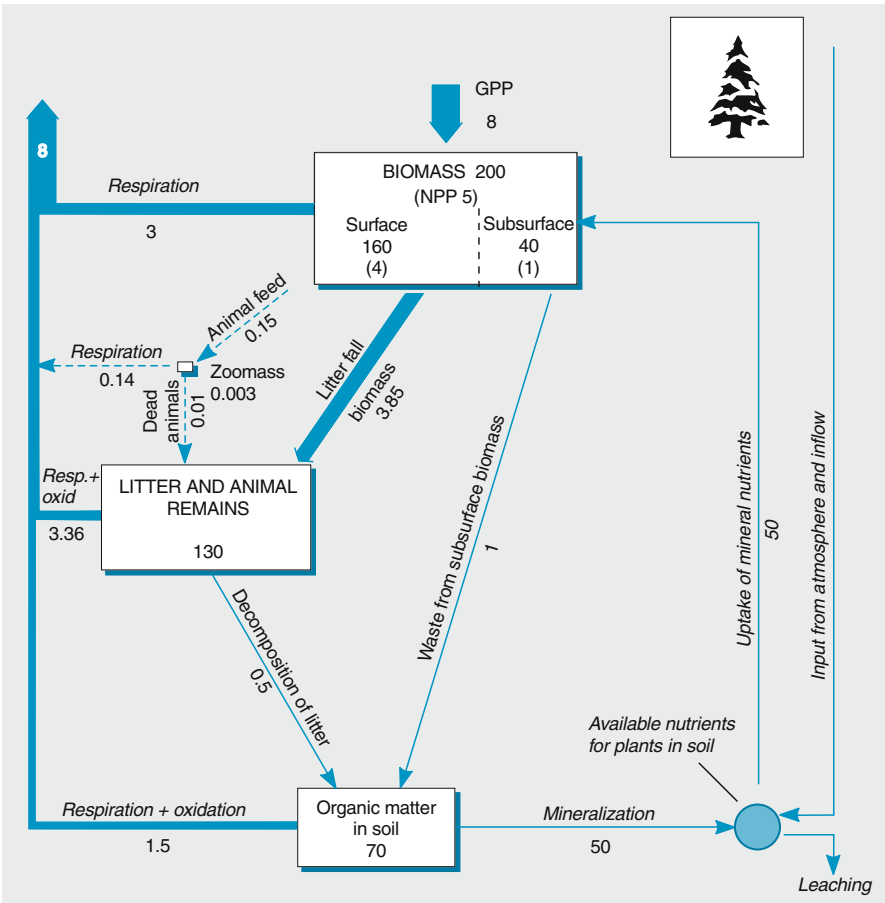 GPP
8
8
BIOMASS 200
(NPP 5)
Surface
160
(4)
Subsurface
40
(1)
Respiration
3
Animal feed
0.15
Respiration
0.14
Zoomass
0.003
Dead
animals
0.01
Litter fall
biomass
3.85
Resp.+
oxid
3.36
LITTER AND ANIMAL
REMAINS
130
Waste from subsurface biomass
1
Uptake of mineral nutrients
50
Input from atmosphere and inflow
Decomposition of litter
0.5
Available nutrients
for plants in soil
Respiration + oxidation
1.5
Organic matter
in soil
70
Mineralization
50
Leaching